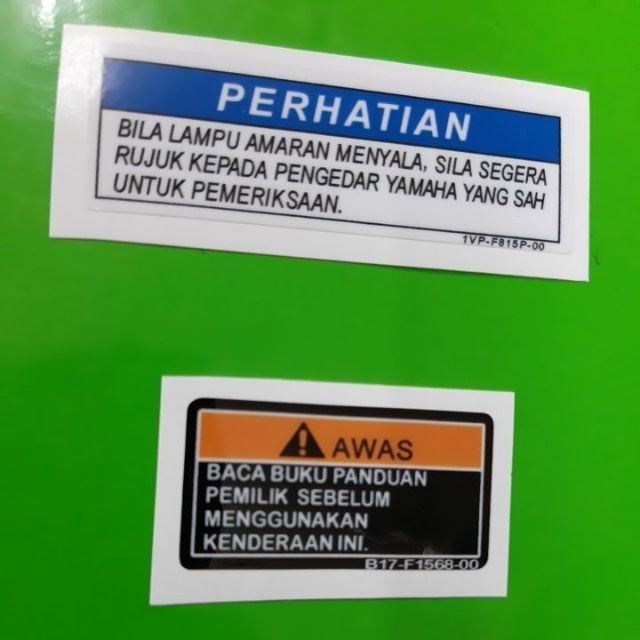 PERHATIAN
BILA LAMPU AMARAN MENYALA, SILA SEGERA
RUJUK KEPADA PENGEDAR YAMAHA YANG SAH
UNTUK PEMERIKSAAN.
1VP-F815P-00
AWAS
BACA BUKU PANDUAN
PEMILIK SEBELUM
MENGGUNAKAN
KENDERAAN INI.
B17-F1568-00